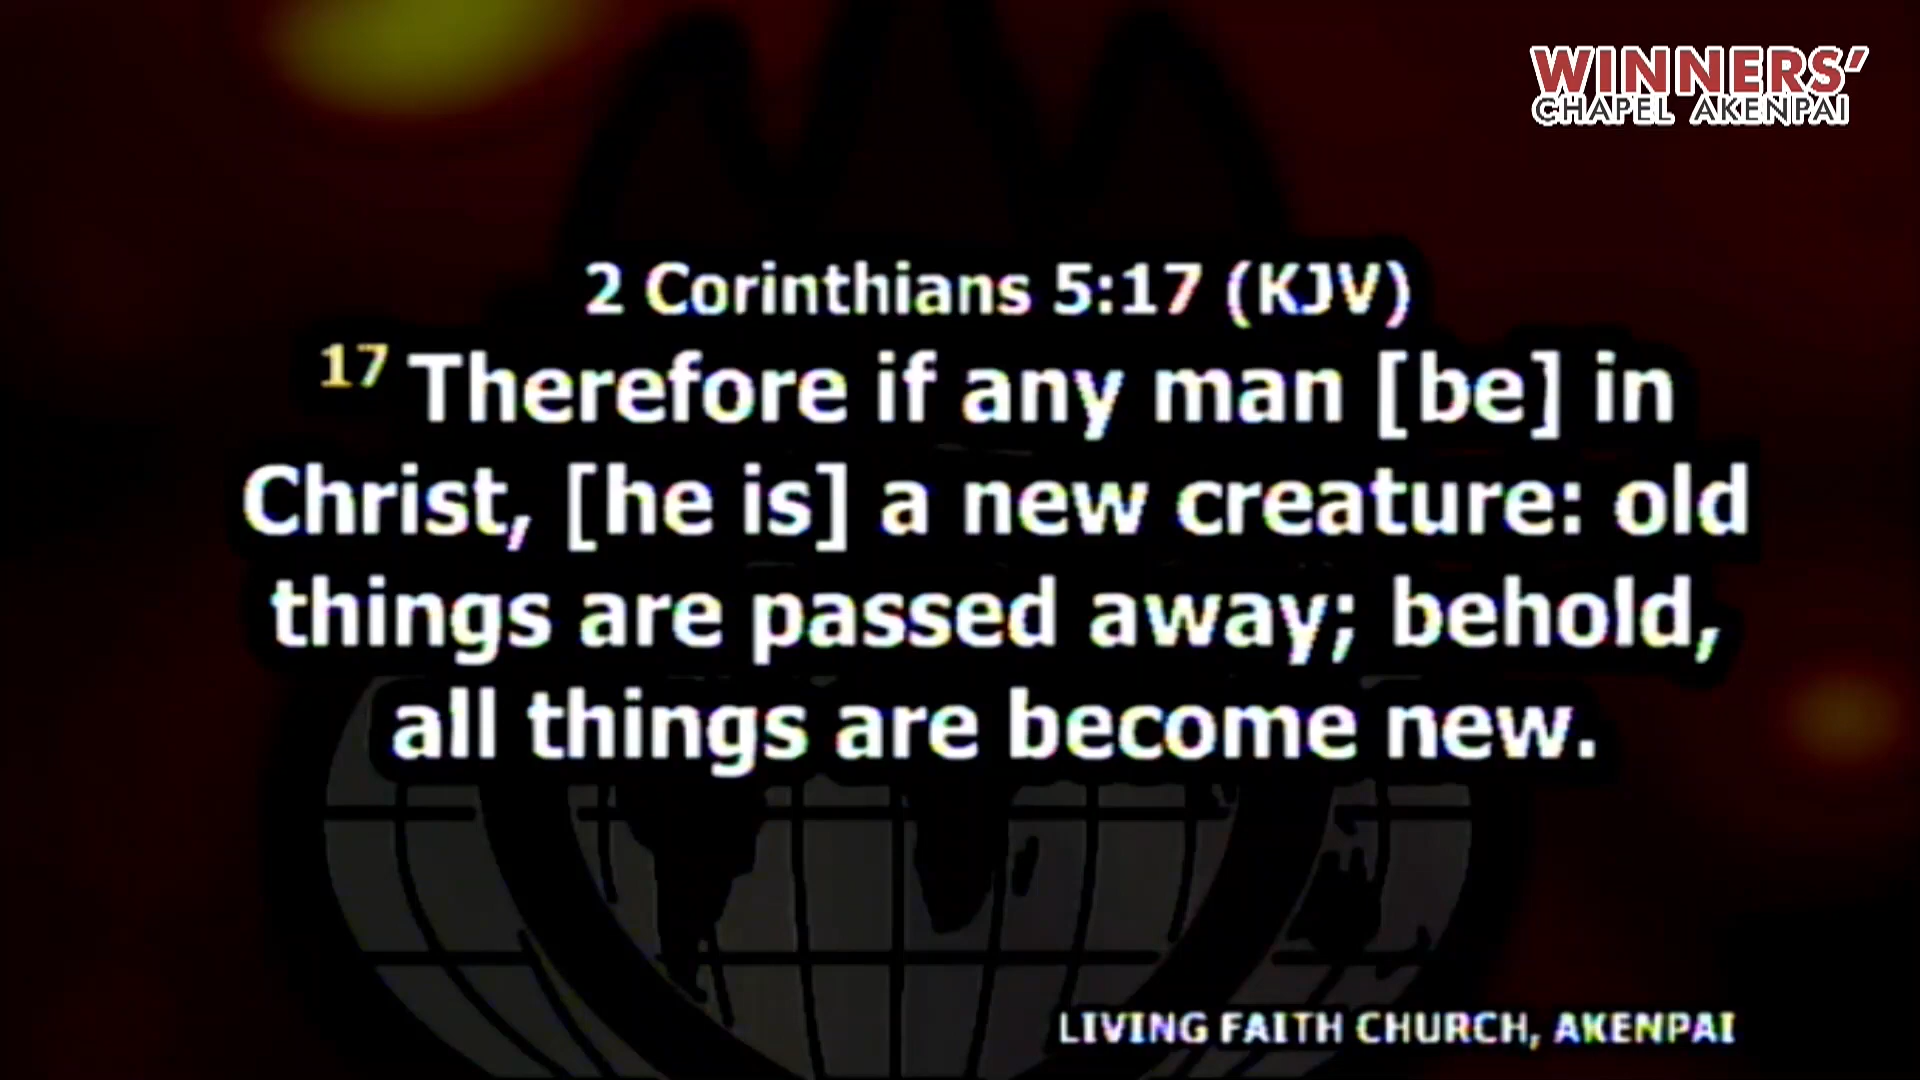 WINNERS'
CHAPEL AKENPAI
2 Corinthians 5:17 (KJV)
17 Therefore if any man [be] in
Christ, [he is] a new creature: old
things are passed away; behold,
all things are become new.
LIVING FAITH CHURCH, AKENPAI